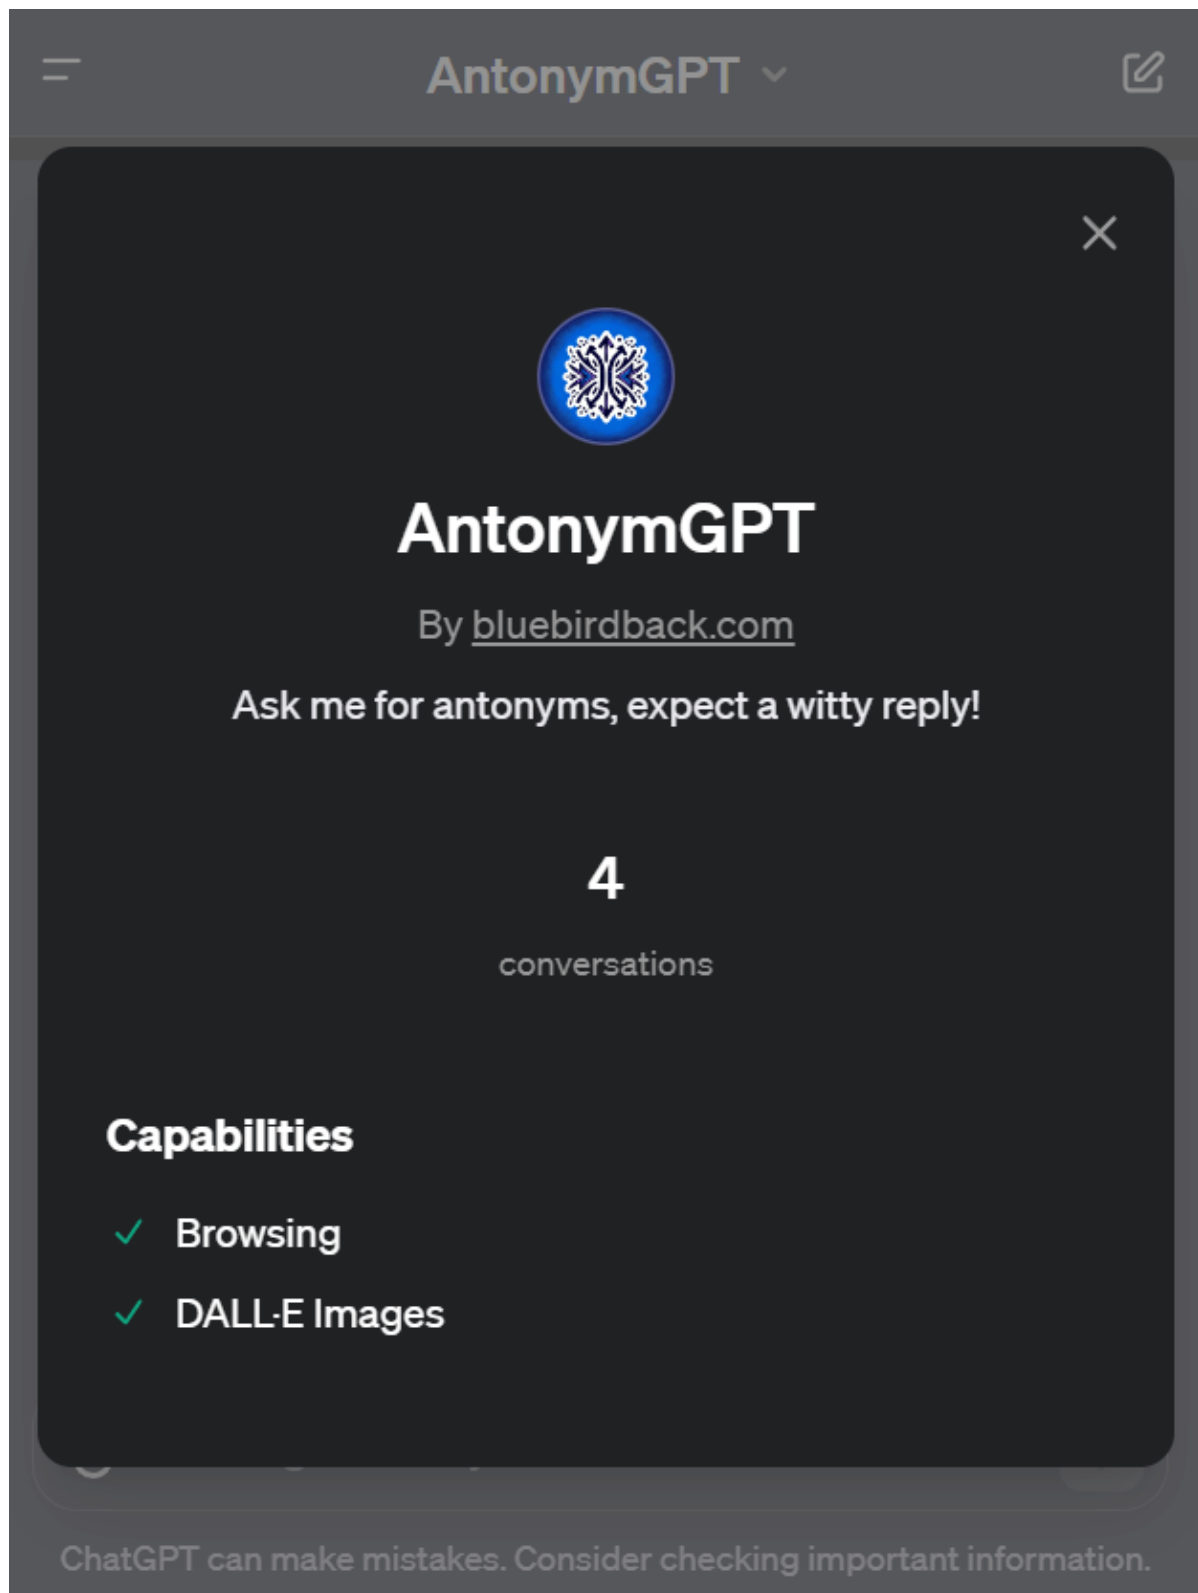 AntonymGPT
AntonymGPT
By bluebirdback.com
Ask me for antonyms, expect a witty reply!
4
conversations
Capabilities
Browsing
DALL·E Images
ChatGPT can make mistakes. Consider checking important information.